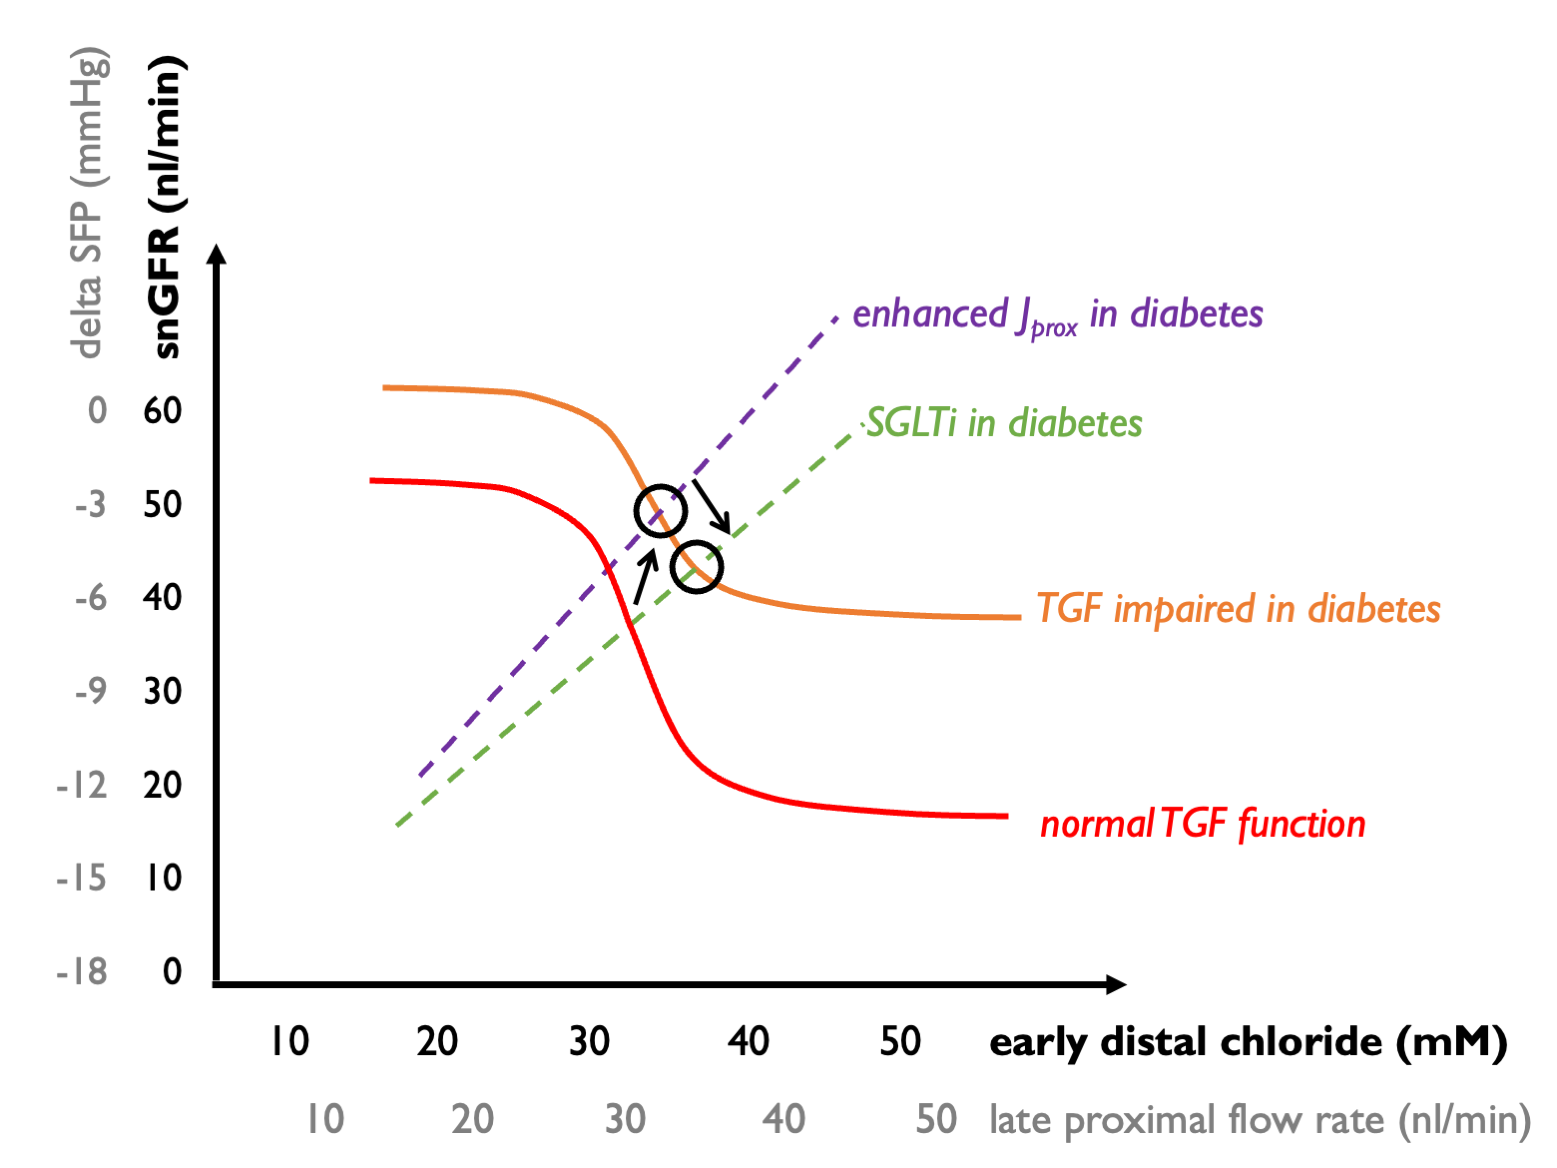 delta SFP (mmHg)
snGFR (nl/min)
enhanced Jprox in diabetes
SGLTi in diabetes
0 60
-3 50
-6 40
TGF impaired in diabetes
-9 30
-12 20
normal TGF function
-15 10
-18 0
10 20 30 40 50 early distal chloride (mM)
10 20 30 40 50 late proximal flow rate (nl/min)